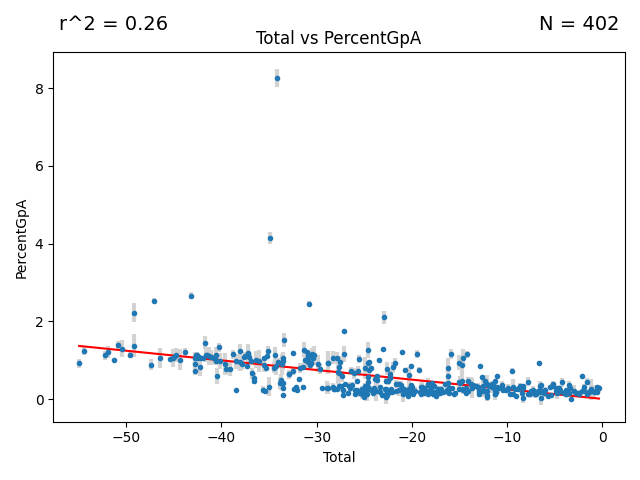 r^2 = 0.26
N = 402
Total vs PercentGpA
8
6
4
2
0
PercentGpA
−50
−40
−30
−20
−10
0
Total